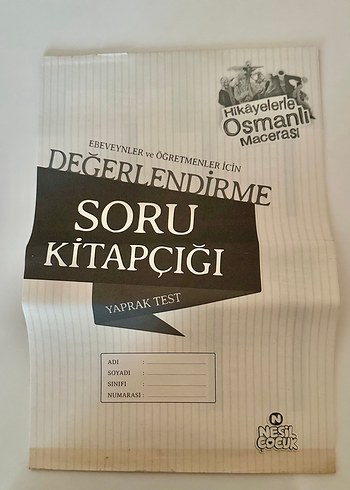 Hikâyelerle
Osmanlı
Macerası
EBEVEYNLER ve ÖĞRETMENLER İÇİN
DEĞERLENDİRME
SORU
KİTAPÇIĞI
YAPRAK TEST
ADI :
SOYADI :
SINIFI :
NUMARASI :
N
NESİL
ÇOCUK